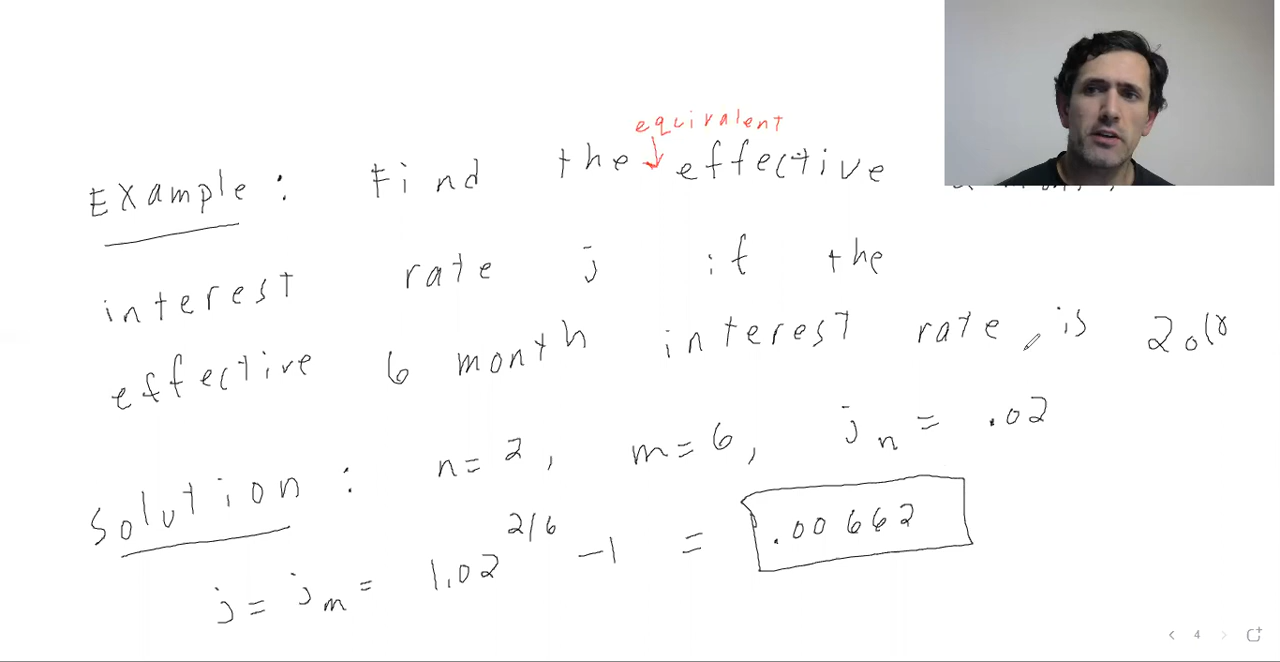 equivalent
Example: Find the ↓ effective
interest rate j if the
effective 6 month interest rate, is 2%
Solution: n=2, m=6, j_n = .02
j = j_m = 1.02^{2/6} -1 = .00662
< 4 >